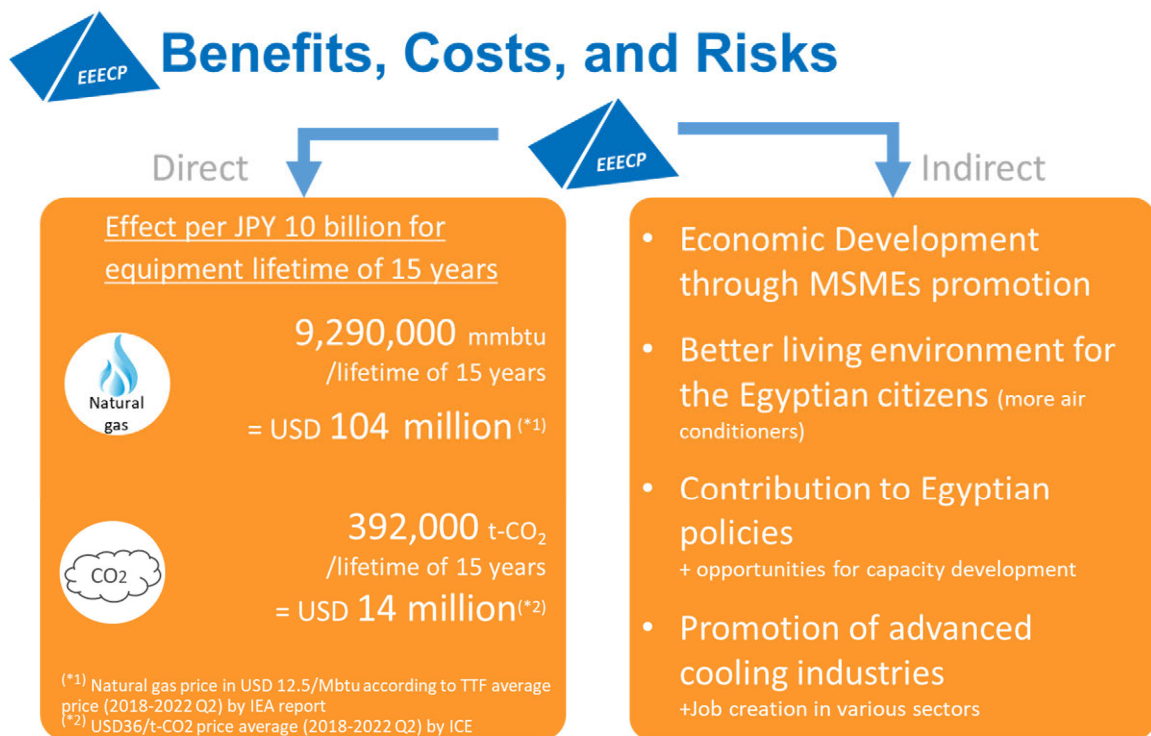 EEECP
Benefits, Costs, and Risks
EEECP
Direct
Indirect
Effect per JPY 10 billion for
equipment lifetime of 15 years
Natural
gas
9,290,000 mmbtu
/lifetime of 15 years
= USD 104 million (*1)
CO2
392,000 t-CO₂
/lifetime of 15 years
= USD 14 million(*2)
(*1) Natural gas price in USD 12.5/Mbtu according to TTF average
price (2018-2022 Q2) by IEA report
(*2) USD36/t-CO2 price average (2018-2022 Q2) by ICE
• Economic Development
through MSMEs promotion
• Better living environment for
the Egyptian citizens (more air
conditioners)
• Contribution to Egyptian
policies
+ opportunities for capacity development
• Promotion of advanced
cooling industries
+Job creation in various sectors